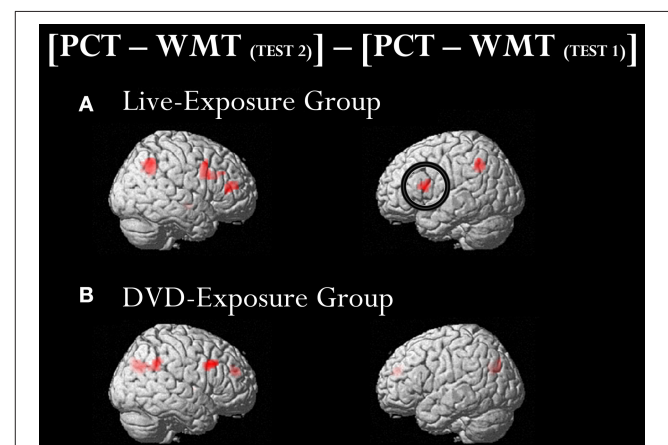 [PCT – WMT (TEST 2)] – [PCT – WMT (TEST 1)]
A Live-Exposure Group
B DVD-Exposure Group